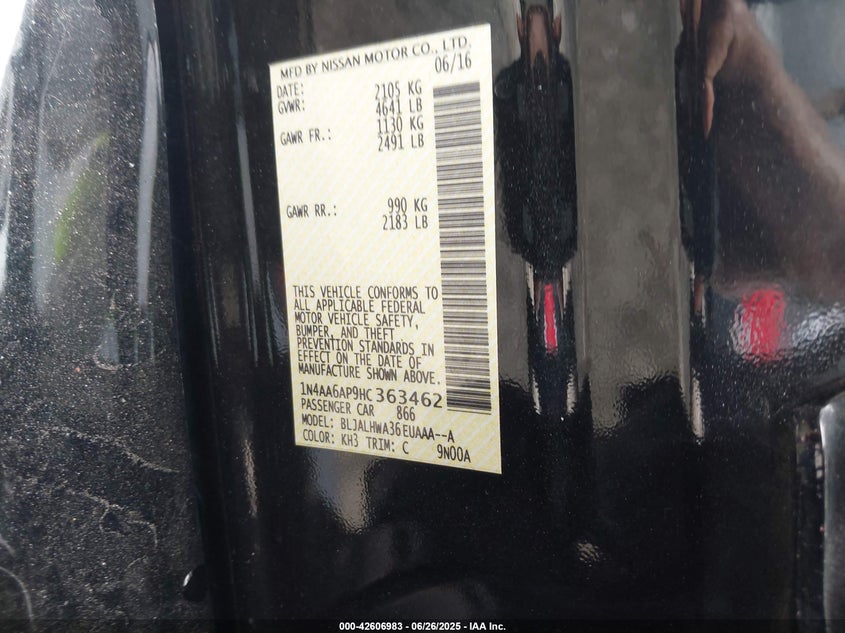 MFD BY NISSAN MOTOR CO., LTD.
DATE: 06/16
GVWR: 2105 KG
4641 LB
GAWR FR.: 1130 KG
2491 LB
GAWR RR.: 990 KG
2183 LB
THIS VEHICLE CONFORMS TO
ALL APPLICABLE FEDERAL
MOTOR VEHICLE SAFETY,
BUMPER, AND THEFT
PREVENTION STANDARDS IN
EFFECT ON THE DATE OF
MANUFACTURE SHOWN ABOVE.
1N4AA6AP9HC363462
PASSENGER CAR 866
MODEL: BLJALHWA36EUAAA--A
COLOR: KH3 TRIM: C 9N00A
000-42606983 - 06/26/2025 - IAA Inc.